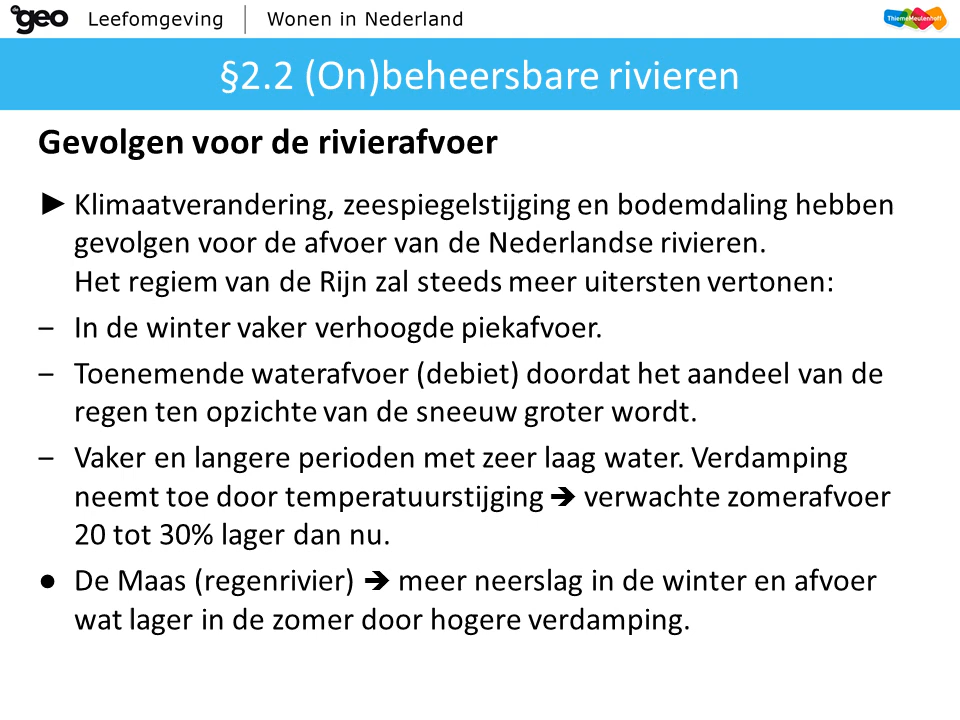 de geo Leefomgeving | Wonen in Nederland ThiemeMeulenhoff
§2.2 (On)beheersbare rivieren
Gevolgen voor de rivierafvoer
► Klimaatverandering, zeespiegelstijging en bodemdaling hebben
gevolgen voor de afvoer van de Nederlandse rivieren.
Het regiem van de Rijn zal steeds meer uitersten vertonen:
– In de winter vaker verhoogde piekafvoer.
– Toenemende waterafvoer (debiet) doordat het aandeel van de
regen ten opzichte van de sneeuw groter wordt.
– Vaker en langere perioden met zeer laag water. Verdamping
neemt toe door temperatuurstijging ➔ verwachte zomerafvoer
20 tot 30% lager dan nu.
● De Maas (regenrivier) ➔ meer neerslag in de winter en afvoer
wat lager in de zomer door hogere verdamping.